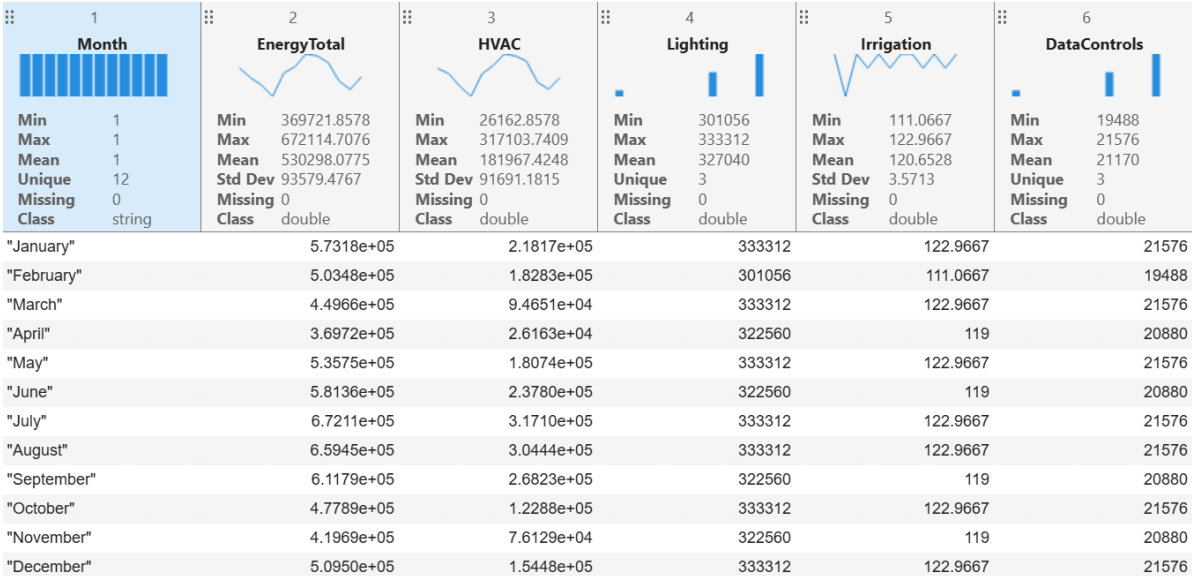 1 2 3 4 5 6
Month EnergyTotal HVAC Lighting Irrigation DataControls
Min 1 Min 369721.8578 Min 26162.8578 Min 301056 Min 111.0667 Min 19488
Max 1 Max 672114.7076 Max 317103.7409 Max 333312 Max 122.9667 Max 21576
Mean 1 Mean 530298.0775 Mean 181967.4248 Mean 327040 Mean 120.6528 Mean 21170
Unique 12 Std Dev 93579.4767 Std Dev 91691.1815 Unique 3 Std Dev 3.5713 Unique 3
Missing 0 Missing 0 Missing 0 Missing 0 Missing 0 Missing 0
Class string Class double Class double Class double Class double Class double
"January" 5.7318e+05 2.1817e+05 333312 122.9667 21576
"February" 5.0348e+05 1.8283e+05 301056 111.0667 19488
"March" 4.4966e+05 9.4651e+04 333312 122.9667 21576
"April" 3.6972e+05 2.6163e+04 322560 119 20880
"May" 5.3575e+05 1.8074e+05 333312 122.9667 21576
"June" 5.8136e+05 2.3780e+05 322560 119 20880
"July" 6.7211e+05 3.1710e+05 333312 122.9667 21576
"August" 6.5945e+05 3.0444e+05 333312 122.9667 21576
"September" 6.1179e+05 2.6823e+05 322560 119 20880
"October" 4.7789e+05 1.2288e+05 333312 122.9667 21576
"November" 4.1969e+05 7.6129e+04 322560 119 20880
"December" 5.0950e+05 1.5448e+05 333312 122.9667 21576